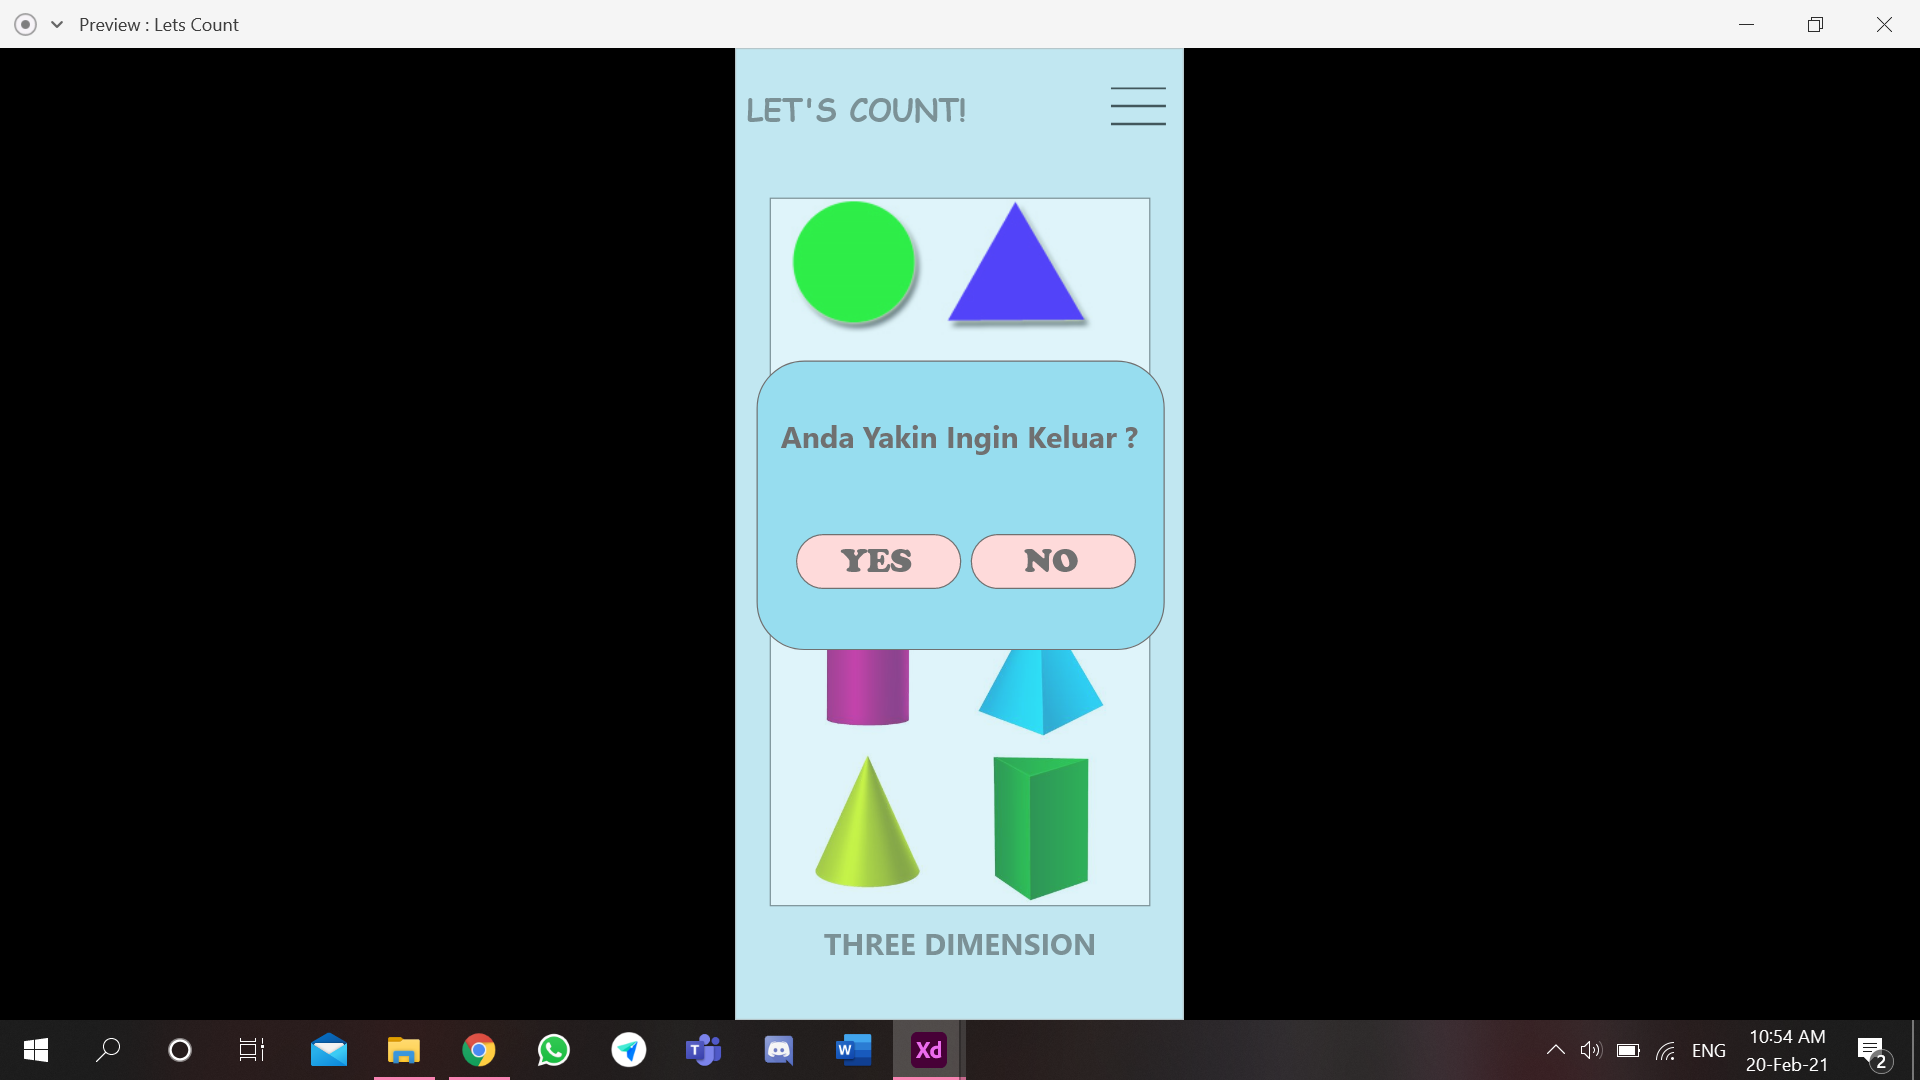 Preview : Lets Count
LET'S COUNT!
Anda Yakin Ingin Keluar ?
YES
NO
THREE DIMENSION
T
W
Xd
ENG
10:54 AM
20-Feb-21
2